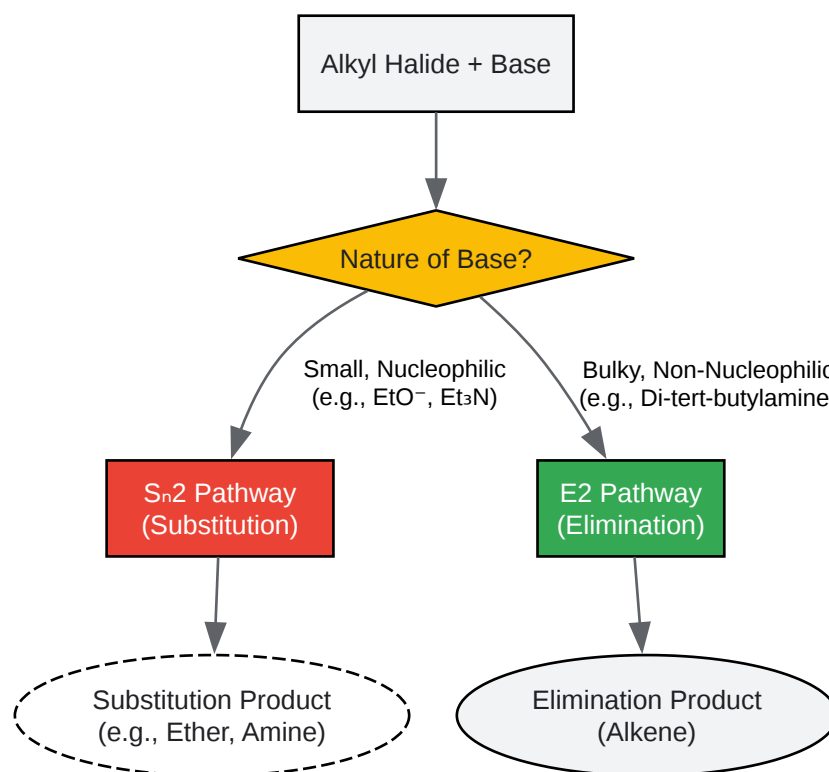 Alkyl Halide + Base
Nature of Base?
Small, Nucleophilic
(e.g., EtO⁻, Et₃N)
Bulky, Non-Nucleophilic
(e.g., Di-tert-butylamine
Sₙ2 Pathway
(Substitution)
E2 Pathway
(Elimination)
Substitution Product
(e.g., Ether, Amine)
Elimination Product
(Alkene)